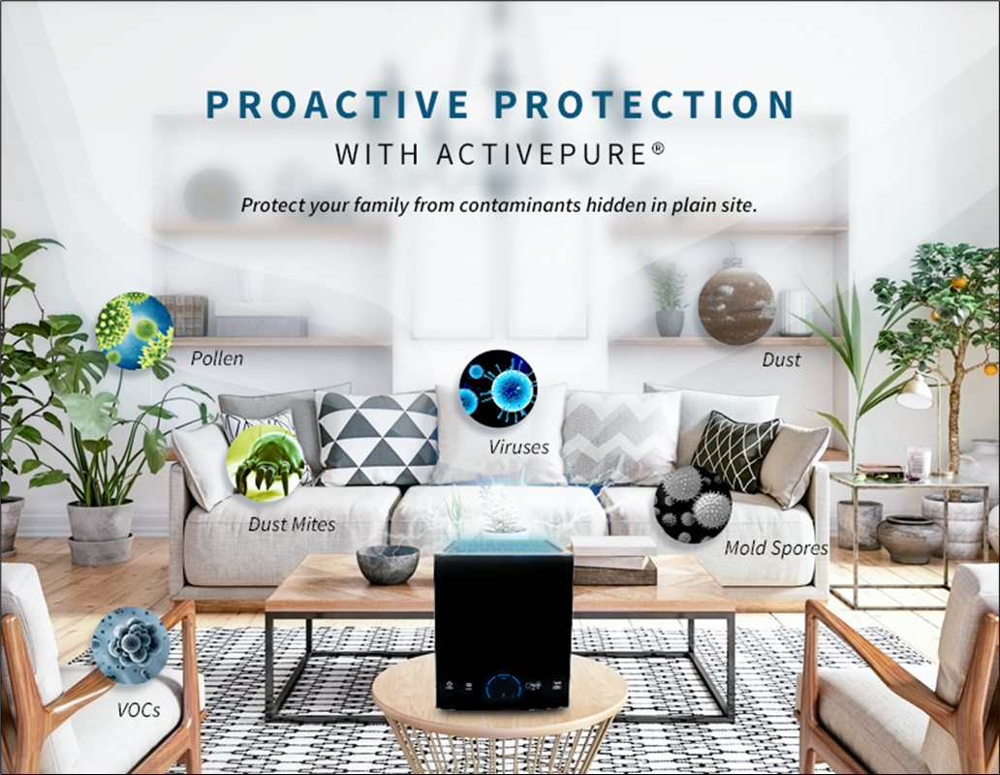 PROACTIVE PROTECTION
WITH ACTIVEPURE®
Protect your family from contaminants hidden in plain site.
Pollen
Dust
Viruses
Dust Mites
Mold Spores
VOCs